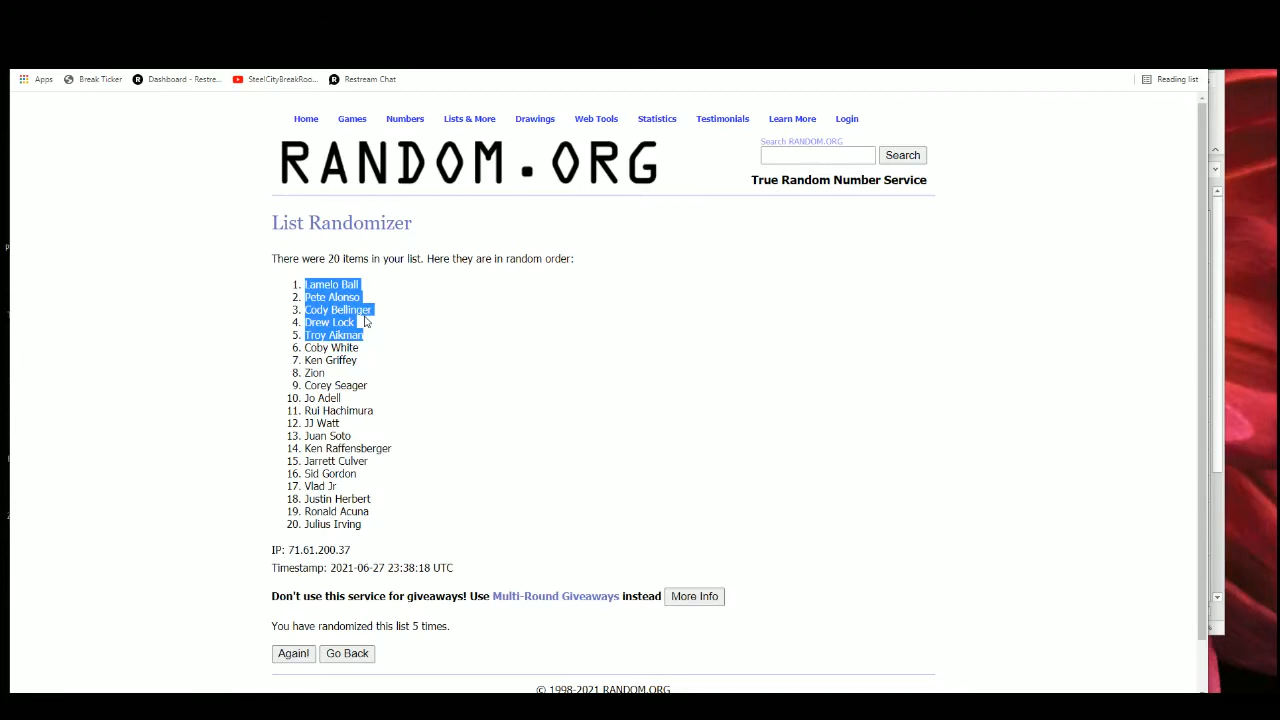 Apps Break Ticker Dashboard - Restre... SteelCityBreakRoo... Restream Chat Reading list
Home Games Numbers Lists & More Drawings Web Tools Statistics Testimonials Learn More Login
RANDOM.ORG
Search RANDOM.ORG
Search
True Random Number Service
List Randomizer
There were 20 items in your list. Here they are in random order:
1. Lamelo Ball
2. Pete Alonso
3. Cody Bellinger
4. Drew Lock
5. Troy Aikman
6. Coby White
7. Ken Griffey
8. Zion
9. Corey Seager
10. Jo Adell
11. Rui Hachimura
12. JJ Watt
13. Juan Soto
14. Ken Raffensberger
15. Jarrett Culver
16. Sid Gordon
17. Vlad Jr
18. Justin Herbert
19. Ronald Acuna
20. Julius Irving
IP: 71.61.200.37
Timestamp: 2021-06-27 23:38:18 UTC
Don't use this service for giveaways! Use Multi-Round Giveaways instead More Info
You have randomized this list 5 times.
Again! Go Back
© 1998-2021 RANDOM.ORG